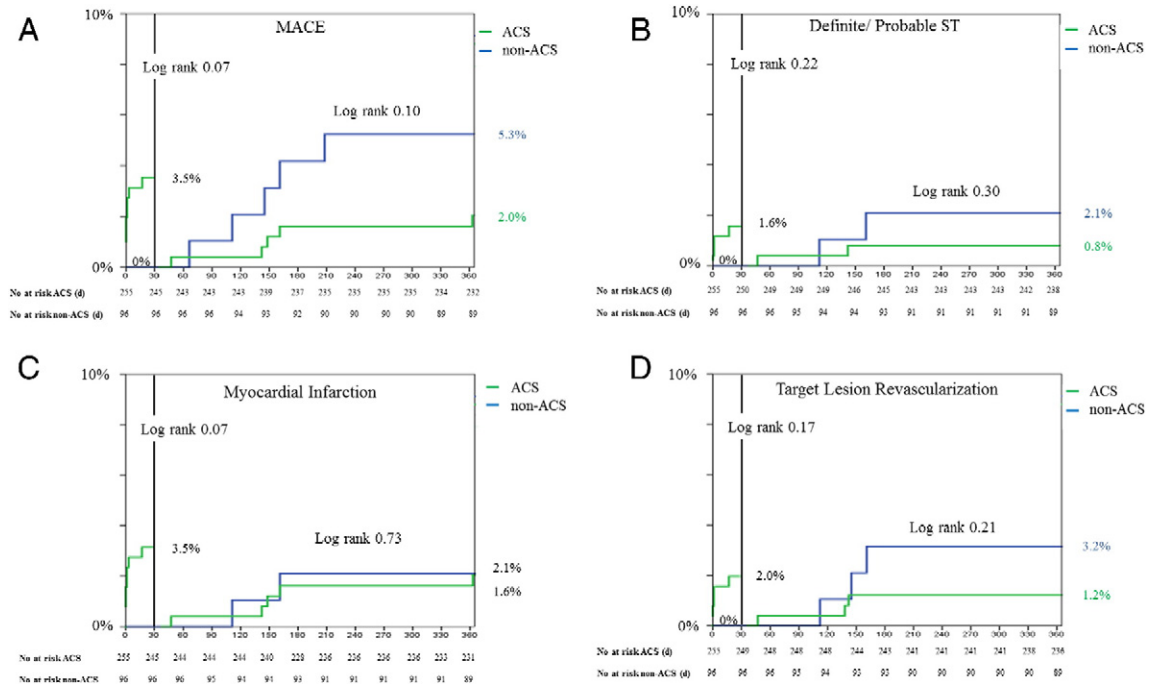 A
10%
MACE
ACS
non-ACS
Log rank 0.07
Log rank 0.10
5.3%
3.5%
2.0%
0%
0%
0 30 60 90 120 150 180 210 240 270 300 330 360
No at risk ACS (d) 255 245 243 243 243 239 237 235 235 235 235 234 232
No at risk non-ACS (d) 96 96 96 96 94 93 92 90 90 90 90 89 89
B
10%
Definite/ Probable ST
ACS
non-ACS
Log rank 0.22
Log rank 0.30
2.1%
1.6%
0.8%
0%
0%
0 30 60 90 120 150 180 210 240 270 300 330 360
No at risk ACS (d) 255 250 249 249 249 246 245 243 243 243 243 242 238
No at risk non-ACS (d) 96 96 96 95 94 94 93 91 91 91 91 91 89
C
10%
Myocardial Infarction
ACS
non-ACS
Log rank 0.07
Log rank 0.73
3.5%
2.1%
1.6%
0%
0 30 60 90 120 150 180 210 240 270 300 330 360
No at risk ACS 255 245 244 244 244 240 228 236 236 236 236 233 231
No at risk non-ACS 96 96 96 95 94 94 93 91 91 91 91 91 89
D
10%
Target Lesion Revascularization
ACS
non-ACS
Log rank 0.17
Log rank 0.21
3.2%
2.0%
1.2%
0%
0%
0 30 60 90 120 150 180 210 240 270 300 330 360
No at risk ACS (d) 255 249 248 248 248 244 243 241 241 241 241 238 236
No at risk non-ACS (d) 96 96 96 96 94 93 93 90 90 90 90 90 89